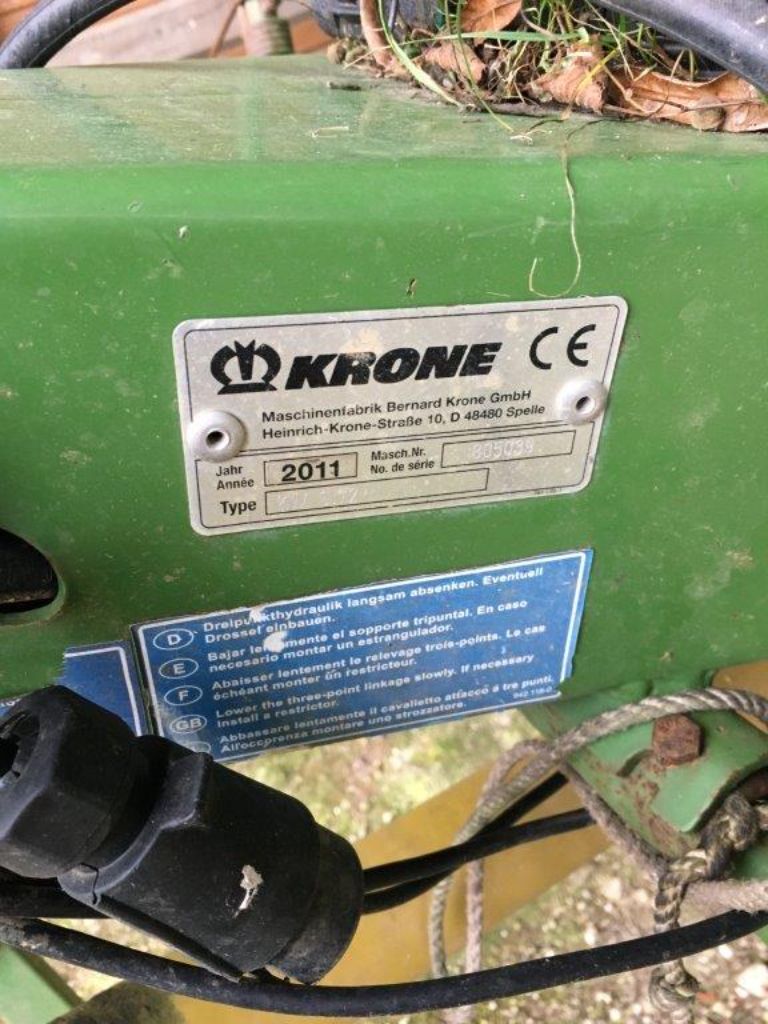 KRONE CE
Maschinenfabrik Bernard Krone GmbH
Heinrich-Krone-Straße 10, D 48480 Spelle
Jahr
Année
2011
Masch.Nr.
No. de série
805039
Type
D Dreipunkthydraulik langsam absenken. Eventuell
Drossel einbauen.
E Bajar lentamente el sopporte tripuntal. En caso
necesario montar un estrangulador.
F Abaisser lentement le relevage trois-points. Le cas
échéant monter un restricteur.
GB Lower the three-point linkage slowly. If necessary
install a restrictor.
Abbassare lentamente il cavalletto attacco a tre punti.
All'occorenza montare uno strozzatore.